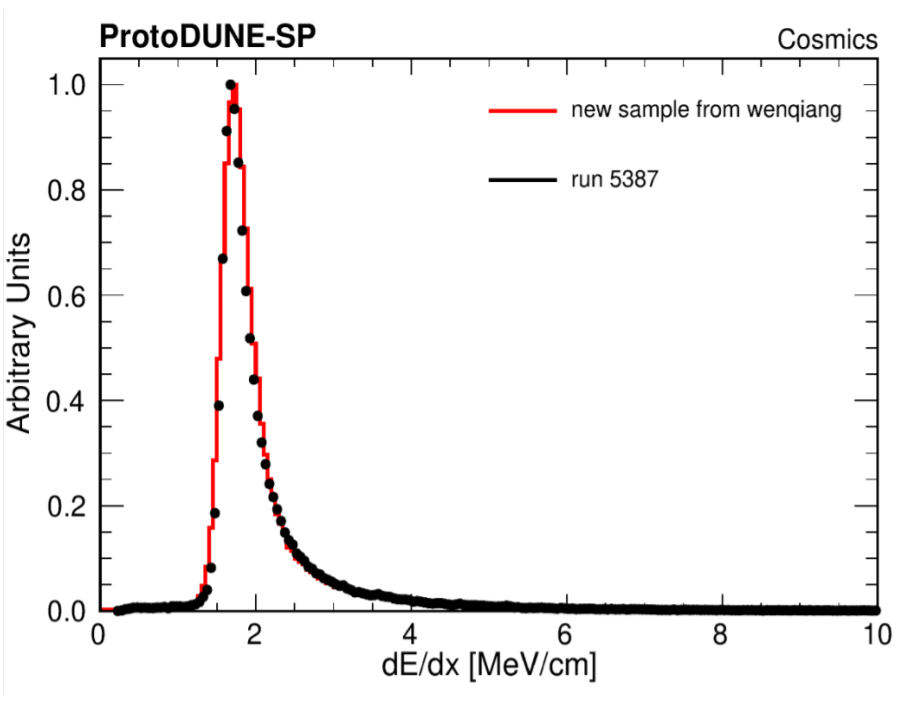 ProtoDUNE-SP
Cosmics
new sample from wenqiang
run 5387
Arbitrary Units
1.0
0.8
0.6
0.4
0.2
0.0
0 2 4 6 8 10
dE/dx [MeV/cm]